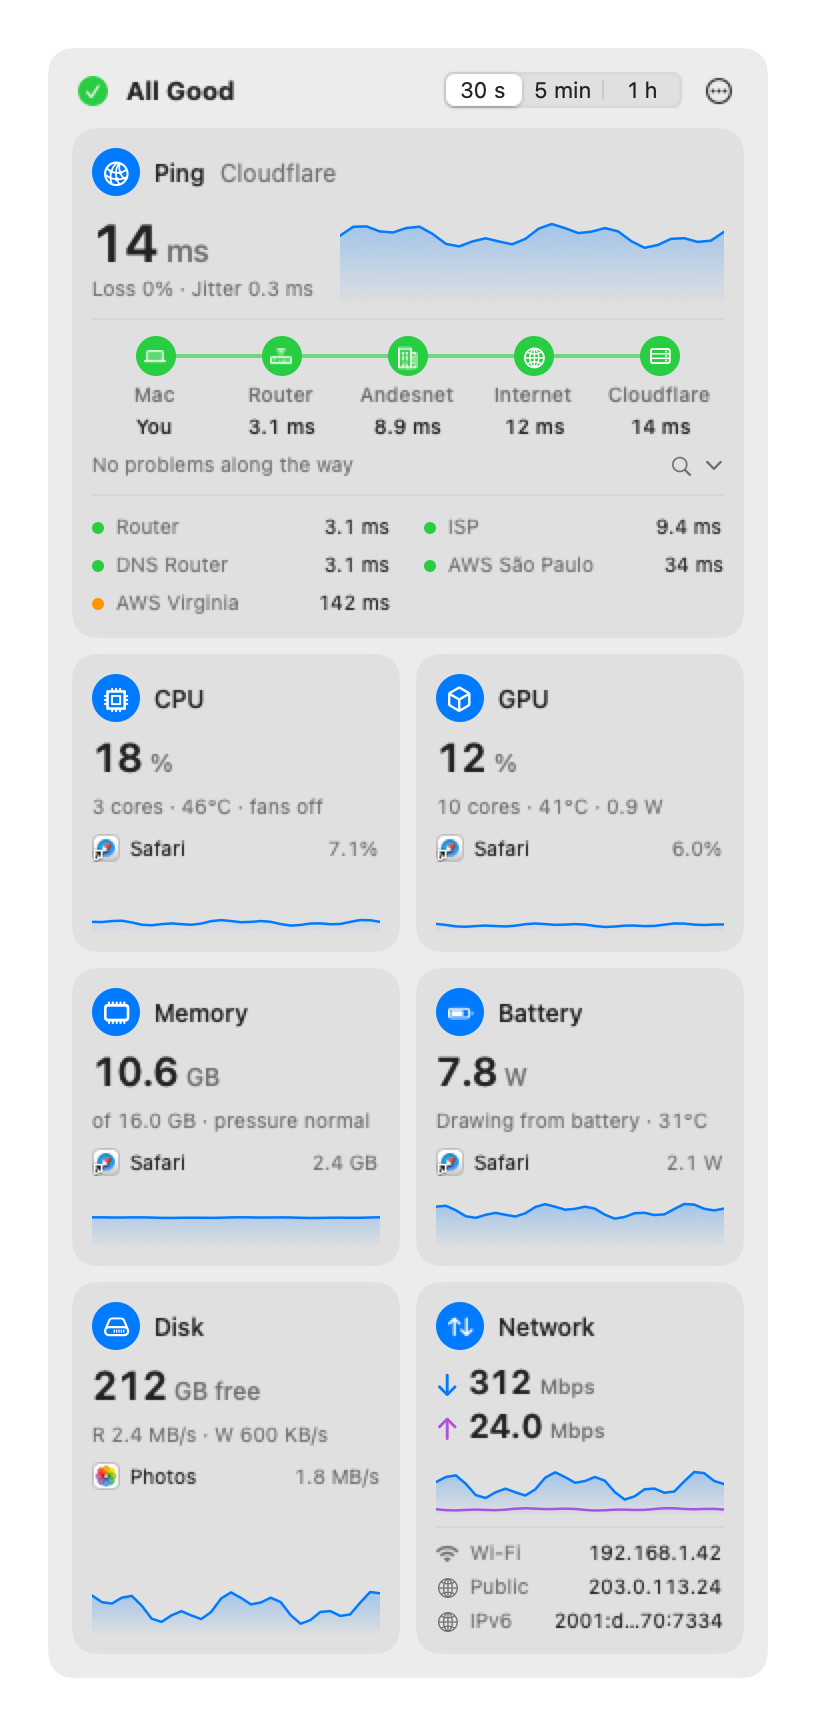 All Good
30 s 5 min 1 h
Ping Cloudflare
14 ms
Loss 0% · Jitter 0.3 ms
Mac Router Andesnet Internet Cloudflare
You 3.1 ms 8.9 ms 12 ms 14 ms
No problems along the way
Router 3.1 ms ISP 9.4 ms
DNS Router 3.1 ms AWS São Paulo 34 ms
AWS Virginia 142 ms
CPU
18 %
3 cores · 46°C · fans off
Safari 7.1%
GPU
12 %
10 cores · 41°C · 0.9 W
Safari 6.0%
Memory
10.6 GB
of 16.0 GB · pressure normal
Safari 2.4 GB
Battery
7.8 W
Drawing from battery · 31°C
Safari 2.1 W
Disk
212 GB free
R 2.4 MB/s · W 600 KB/s
Photos 1.8 MB/s
Network
↓ 312 Mbps
↑ 24.0 Mbps
Wi-Fi 192.168.1.42
Public 203.0.113.24
IPv6 2001:d...70:7334